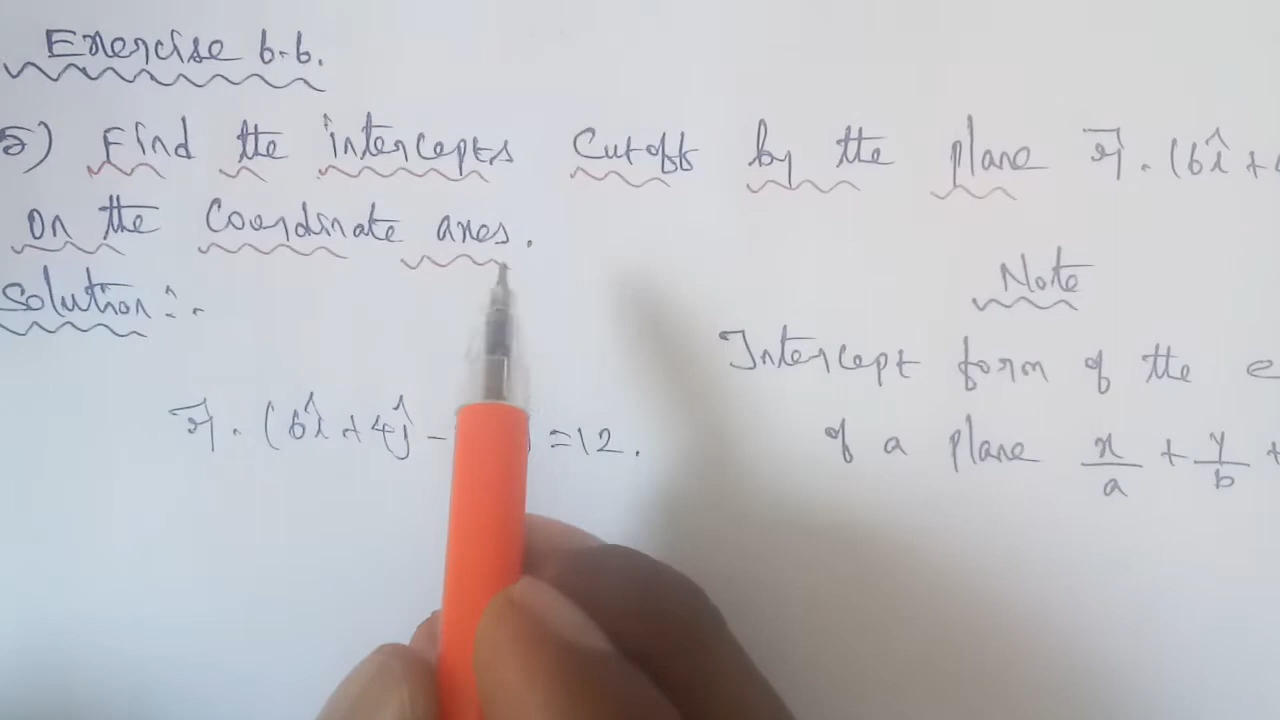 Exercise 6.6.
5) Find the intercepts cutoff by the plane r⃗.(6î +
on the coordinate axes.
Solution:-
Note
Intercept form of the
r⃗.(6î + 4ĵ - =12.
of a plane x/a + y/b +